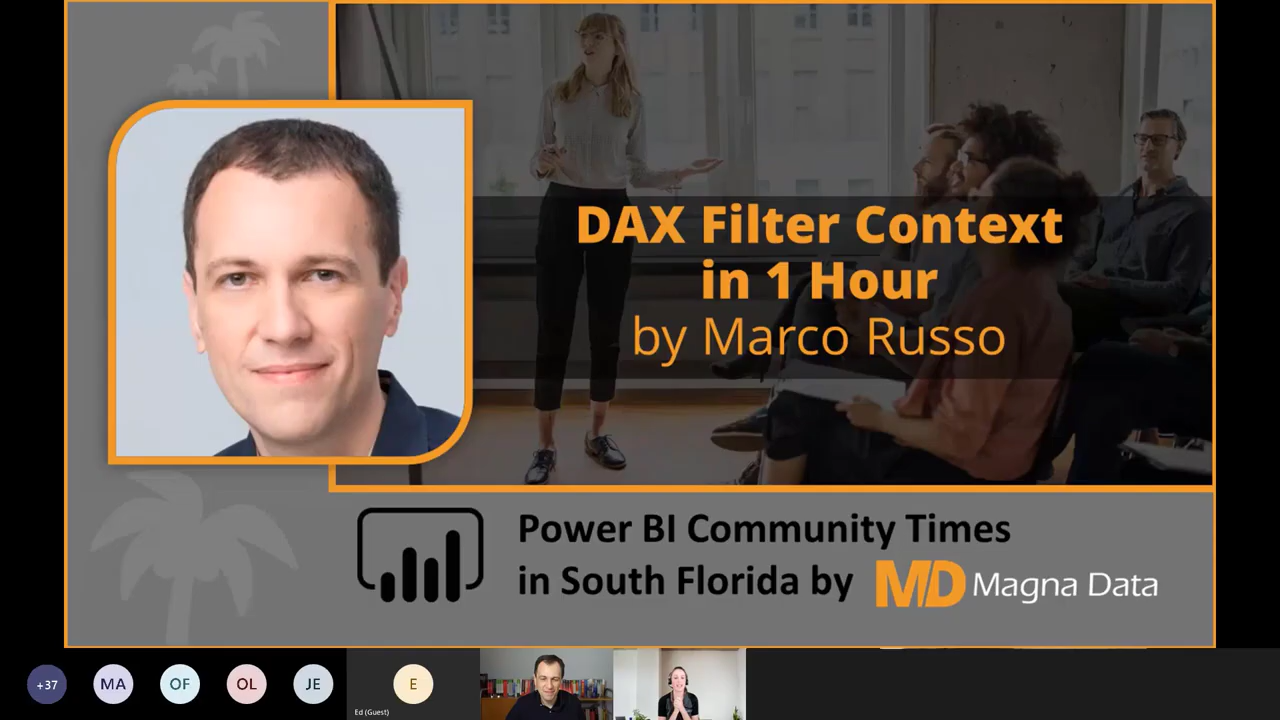 DAX Filter Context
in 1 Hour
by Marco Russo
Power BI Community Times
in South Florida by MD Magna Data
+37
MA
OF
OL
JE
E
Ed (Guest)